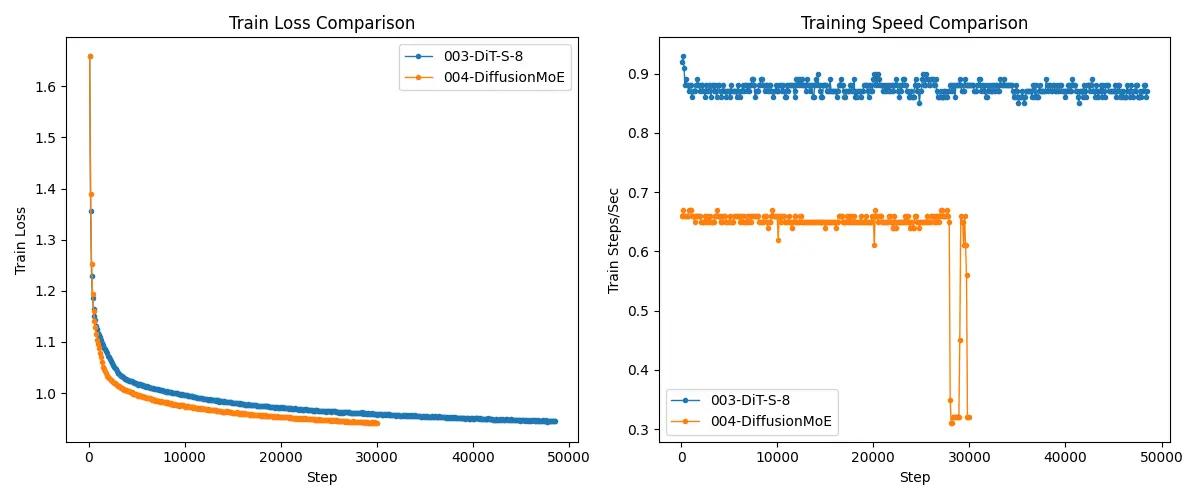 Train Loss Comparison
003-DiT-S-8
004-DiffusionMoE
Train Loss
1.6
1.5
1.4
1.3
1.2
1.1
1.0
0
10000
20000
30000
40000
50000
Step
Training Speed Comparison
003-DiT-S-8
004-DiffusionMoE
Train Steps/Sec
0.9
0.8
0.7
0.6
0.5
0.4
0.3
0
10000
20000
30000
40000
50000
Step